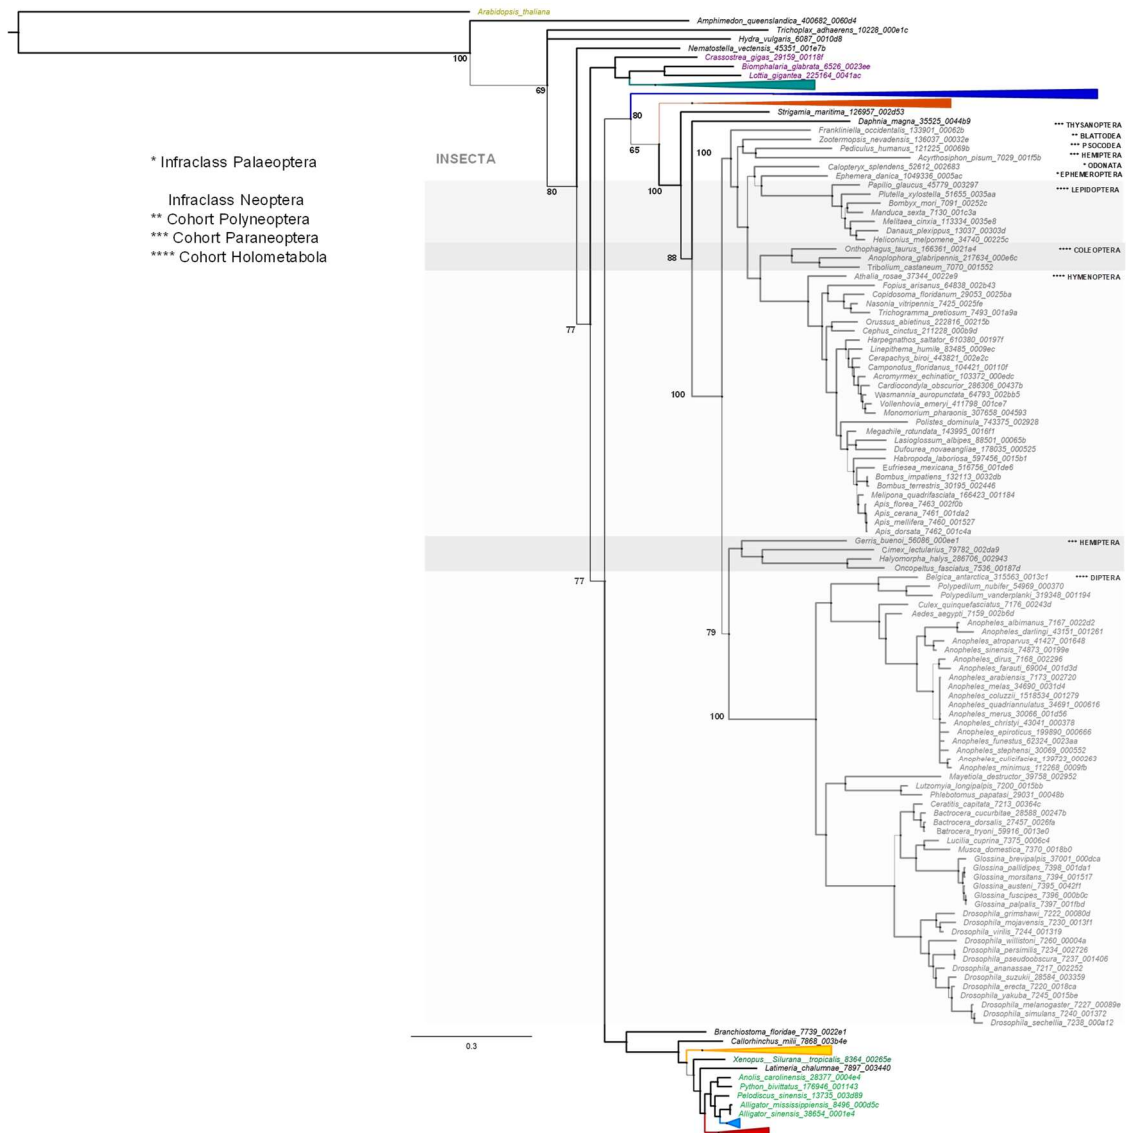 Arabidopsis_thaliana
Amphimedon_queenslandica_400682_0060d4
Trichoplax_adhaerens_10228_000e1c
Hydra_vulgaris_6087_0010d8
Nematostella_vectensis_45351_001e7b
100
Crassostrea_gigas_29159_00118f
Biomphalaria_glabrata_6526_0023ee
Lottia_gigantea_225164_0041ac
69
80
Strigamia_maritima_126957_002d53
Daphnia_magna_35525_0044b9
*** THYSANOPTERA
Frankliniella_occidentalis_133901_00062b
Zootermopsis_nevadensis_136037_00032e
** BLATTODEA
Pediculus_humanus_121225_00069b
*** PSOCODEA
65
100
Acyrthosiphon_pisum_7029_001f5b
*** HEMIPTERA
INSECTA
* Infraclass Palaeoptera
Calopteryx_splendens_52612_002683
* ODONATA
Ephemera_danica_1049336_0005ac
* EPHEMEROPTERA
80
100
Papilio_glaucus_45779_003297
**** LEPIDOPTERA
Plutella_xylostella_51655_0035aa
Infraclass Neoptera
Bombyx_mori_7091_00252c
Manduca_sexta_7130_001c3a
** Cohort Polyneoptera
Melitaea_cinxia_113334_0035e8
Danaus_plexippus_13037_00303d
*** Cohort Paraneoptera
Heliconius_melpomene_34740_00225c
Onthophagus_taurus_166361_0021a4
**** COLEOPTERA
**** Cohort Holometabola
88
Anoplophora_glabripennis_217634_000e6c
Tribolium_castaneum_7070_001552
Athalia_rosae_37344_0022e9
**** HYMENOPTERA
Fopius_arisanus_64838_002b43
Copidosoma_floridanum_29053_0025ba
Nasonia_vitripennis_7425_0025fe
Trichogramma_pretiosum_7493_001a9a
Orussus_abietinus_222816_00215b
77
Cephus_cinctus_211228_000b9d
Harpegnathos_saltator_610380_00197f
Linepithema_humile_83485_0009ec
Cerapachys_biroi_443821_002e2c
Camponotus_floridanus_104421_00110f
Acromyrmex_echinatior_103372_000edc
Cardiocondyla_obscurior_286306_00437b
100
Wasmannia_auropunctata_64793_002bb5
Vollenhovia_emeryi_411798_001ce7
Monomorium_pharaonis_307658_004593
Polistes_dominula_743375_002928
Megachile_rotundata_143995_0016f1
Lasioglossum_albipes_88501_00065b
Dufourea_novaeangliae_178035_000525
Habropoda_laboriosa_597456_0015b1
Eufriesea_mexicana_516756_001de6
Bombus_impatiens_132113_0032db
Bombus_terrestris_30195_002446
Melipona_quadrifasciata_166423_001184
Apis_florea_7463_002f0b
Apis_cerana_7461_001da2
Apis_mellifera_7460_001527
Apis_dorsata_7462_001c4a
Gerris_buenoi_56086_000ee1
*** HEMIPTERA
Cimex_lectularius_79782_002da9
Halyomorpha_halys_286706_002943
Oncopeltus_fasciatus_7536_00187d
77
Belgica_antarctica_315563_0013c1
**** DIPTERA
Polypedilum_nubifer_54969_000370
Polypedilum_vanderplanki_319348_001194
Culex_quinquefasciatus_7176_00243d
Aedes_aegypti_7159_002b6d
Anopheles_albimanus_7167_0022d2
79
Anopheles_darlingi_43151_001261
Anopheles_atroparvus_41427_001648
Anopheles_sinensis_74873_00199e
Anopheles_dirus_7168_002296
Anopheles_farauti_69004_001d3d
Anopheles_arabiensis_7173_002720
Anopheles_melas_34690_0031d4
Anopheles_coluzzii_1518534_001279
Anopheles_quadriannulatus_34691_000616
100
Anopheles_merus_30066_001d56
Anopheles_christyi_43041_000378
Anopheles_epiroticus_199890_000666
Anopheles_funestus_62324_0023aa
Anopheles_stephensi_30069_000552
Anopheles_culicifacies_139723_000263
Anopheles_minimus_112268_0009fb
Mayetiola_destructor_39758_002952
Lutzomyia_longipalpis_7200_0015bb
Phlebotomus_papatasi_29031_00048b
Ceratitis_capitata_7213_00364c
Bactrocera_cucurbitae_28588_00247b
Bactrocera_dorsalis_27457_0026fa
Batrocera_tryoni_59916_0013e0
Lucilia_cuprina_7375_0006c4
Musca_domestica_7370_0018b0
Glossina_brevipalpis_37001_000dca
Glossina_pallidipes_7398_001da1
Glossina_morsitans_7394_001517
Glossina_austeni_7395_0042f1
Glossina_fuscipes_7396_000b0c
Glossina_palpalis_7397_001fbd
Drosophila_grimshawi_7222_00080d
Drosophila_mojavensis_7230_0013f1
Drosophila_virilis_7244_001319
Drosophila_willistoni_7260_00004a
Drosophila_persimilis_7234_002726
Drosophila_pseudoobscura_7237_001406
Drosophila_ananassae_7217_002252
Drosophila_suzukii_28584_003359
Drosophila_erecta_7220_0018ca
Drosophila_yakuba_7245_0015be
Drosophila_melanogaster_7227_00089e
Drosophila_simulans_7240_001372
Drosophila_sechellia_7238_000a12
Branchiostoma_floridae_7739_0022e1
0.3
Callorhinchus_milii_7868_003b4e
Xenopus__Silurana__tropicalis_8364_00265e
Latimeria_chalumnae_7897_003440
Anolis_carolinensis_28377_0004e4
Python_bivittatus_176946_001143
Pelodiscus_sinensis_13735_003d89
Alligator_mississippiensis_8496_000d5c
Alligator_sinensis_38654_0001e4